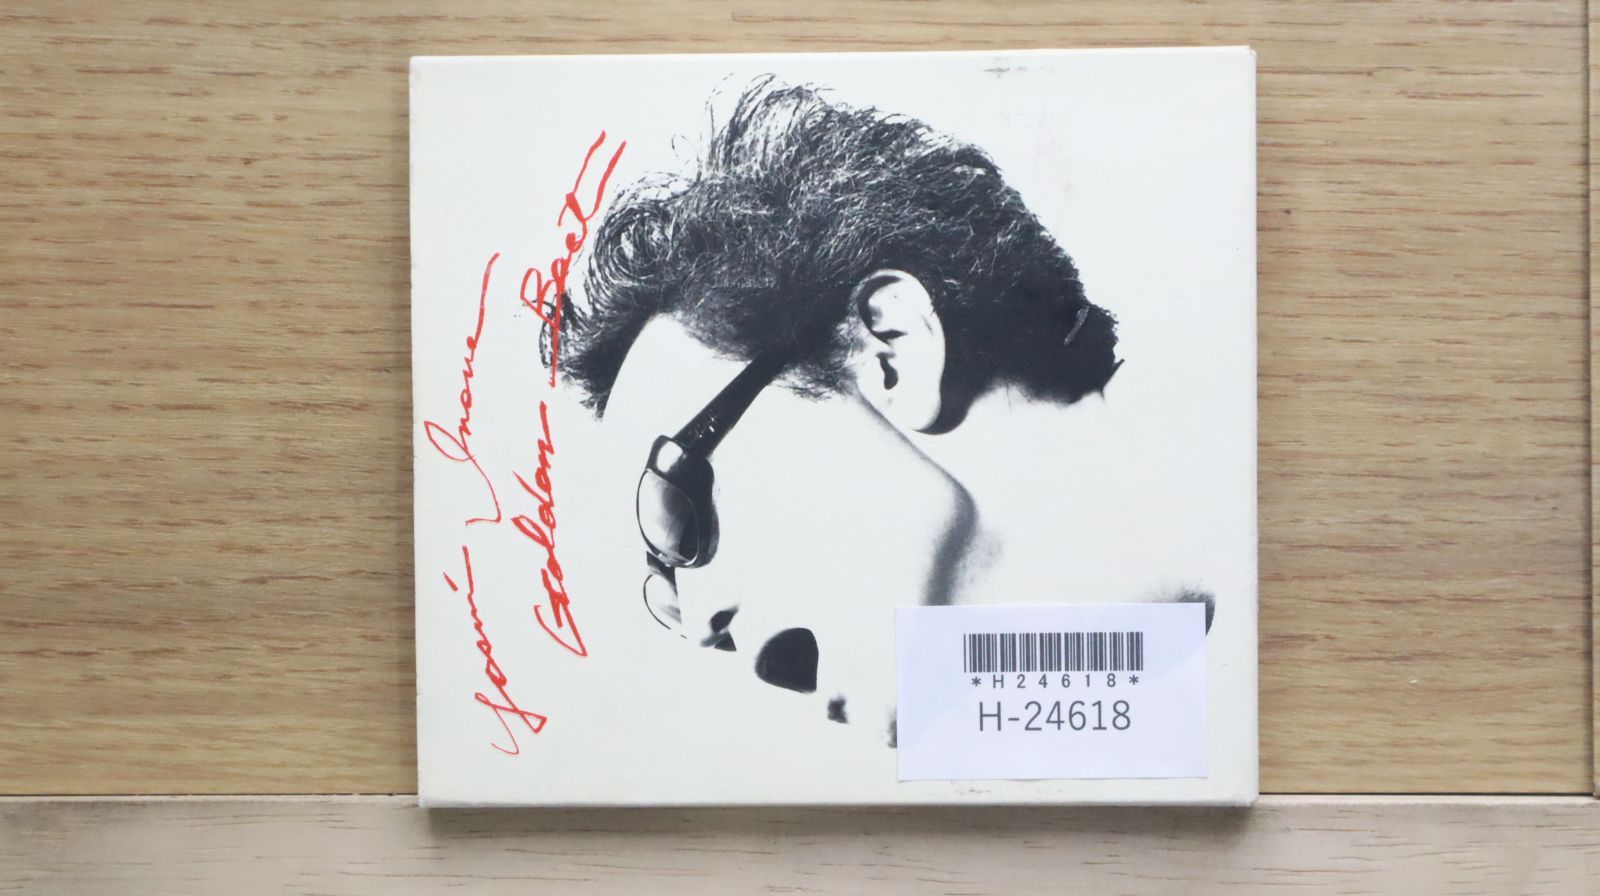 Yosui Inoue
Golden Best
*H24618*
H-24618